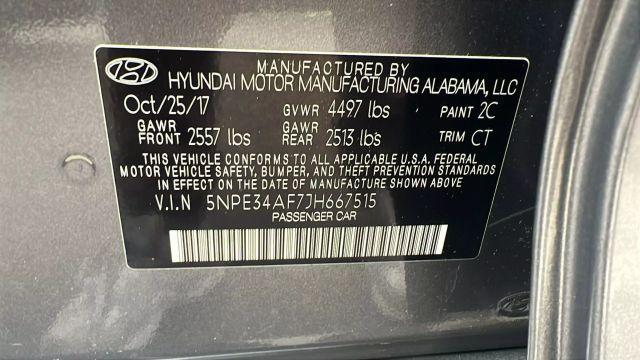 MANUFACTURED BY
HYUNDAI MOTOR MANUFACTURING ALABAMA, LLC
Oct/25/17 GVWR 4497 lbs PAINT 2C
GAWR FRONT 2557 lbs GAWR REAR 2513 lbs TRIM CT
THIS VEHICLE CONFORMS TO ALL APPLICABLE U.S.A. FEDERAL
MOTOR VEHICLE SAFETY, BUMPER, AND THEFT PREVENTION
STANDARDS IN EFFECT ON THE DATE OF MANUFACTURE SHOWN ABOVE.
V.I.N 5NPE34AF7JH667515
PASSENGER CAR